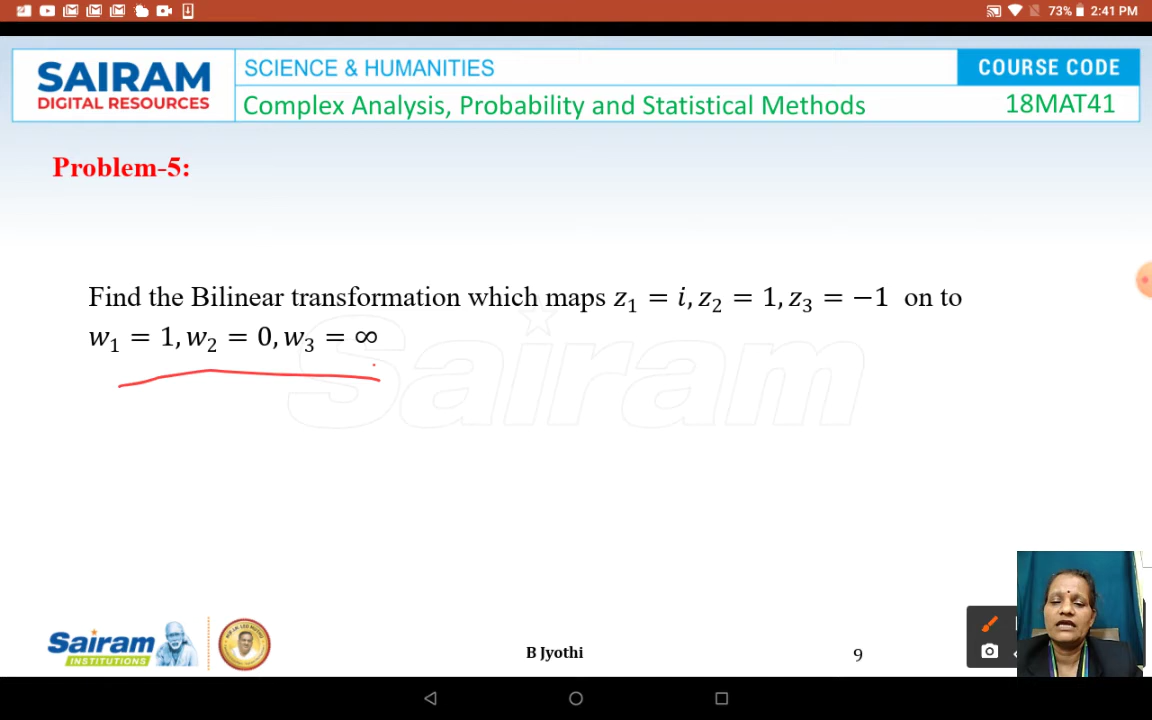 73% 2:41 PM
SAIRAM
DIGITAL RESOURCES
SCIENCE & HUMANITIES
COURSE CODE
Complex Analysis, Probability and Statistical Methods
18MAT41
Problem-5:
Find the Bilinear transformation which maps z₁ = i, z₂ = 1, z₃ = −1 on to
w₁ = 1, w₂ = 0, w₃ = ∞
Sairam
Sairam
INSTITUTIONS
B Jyothi
9